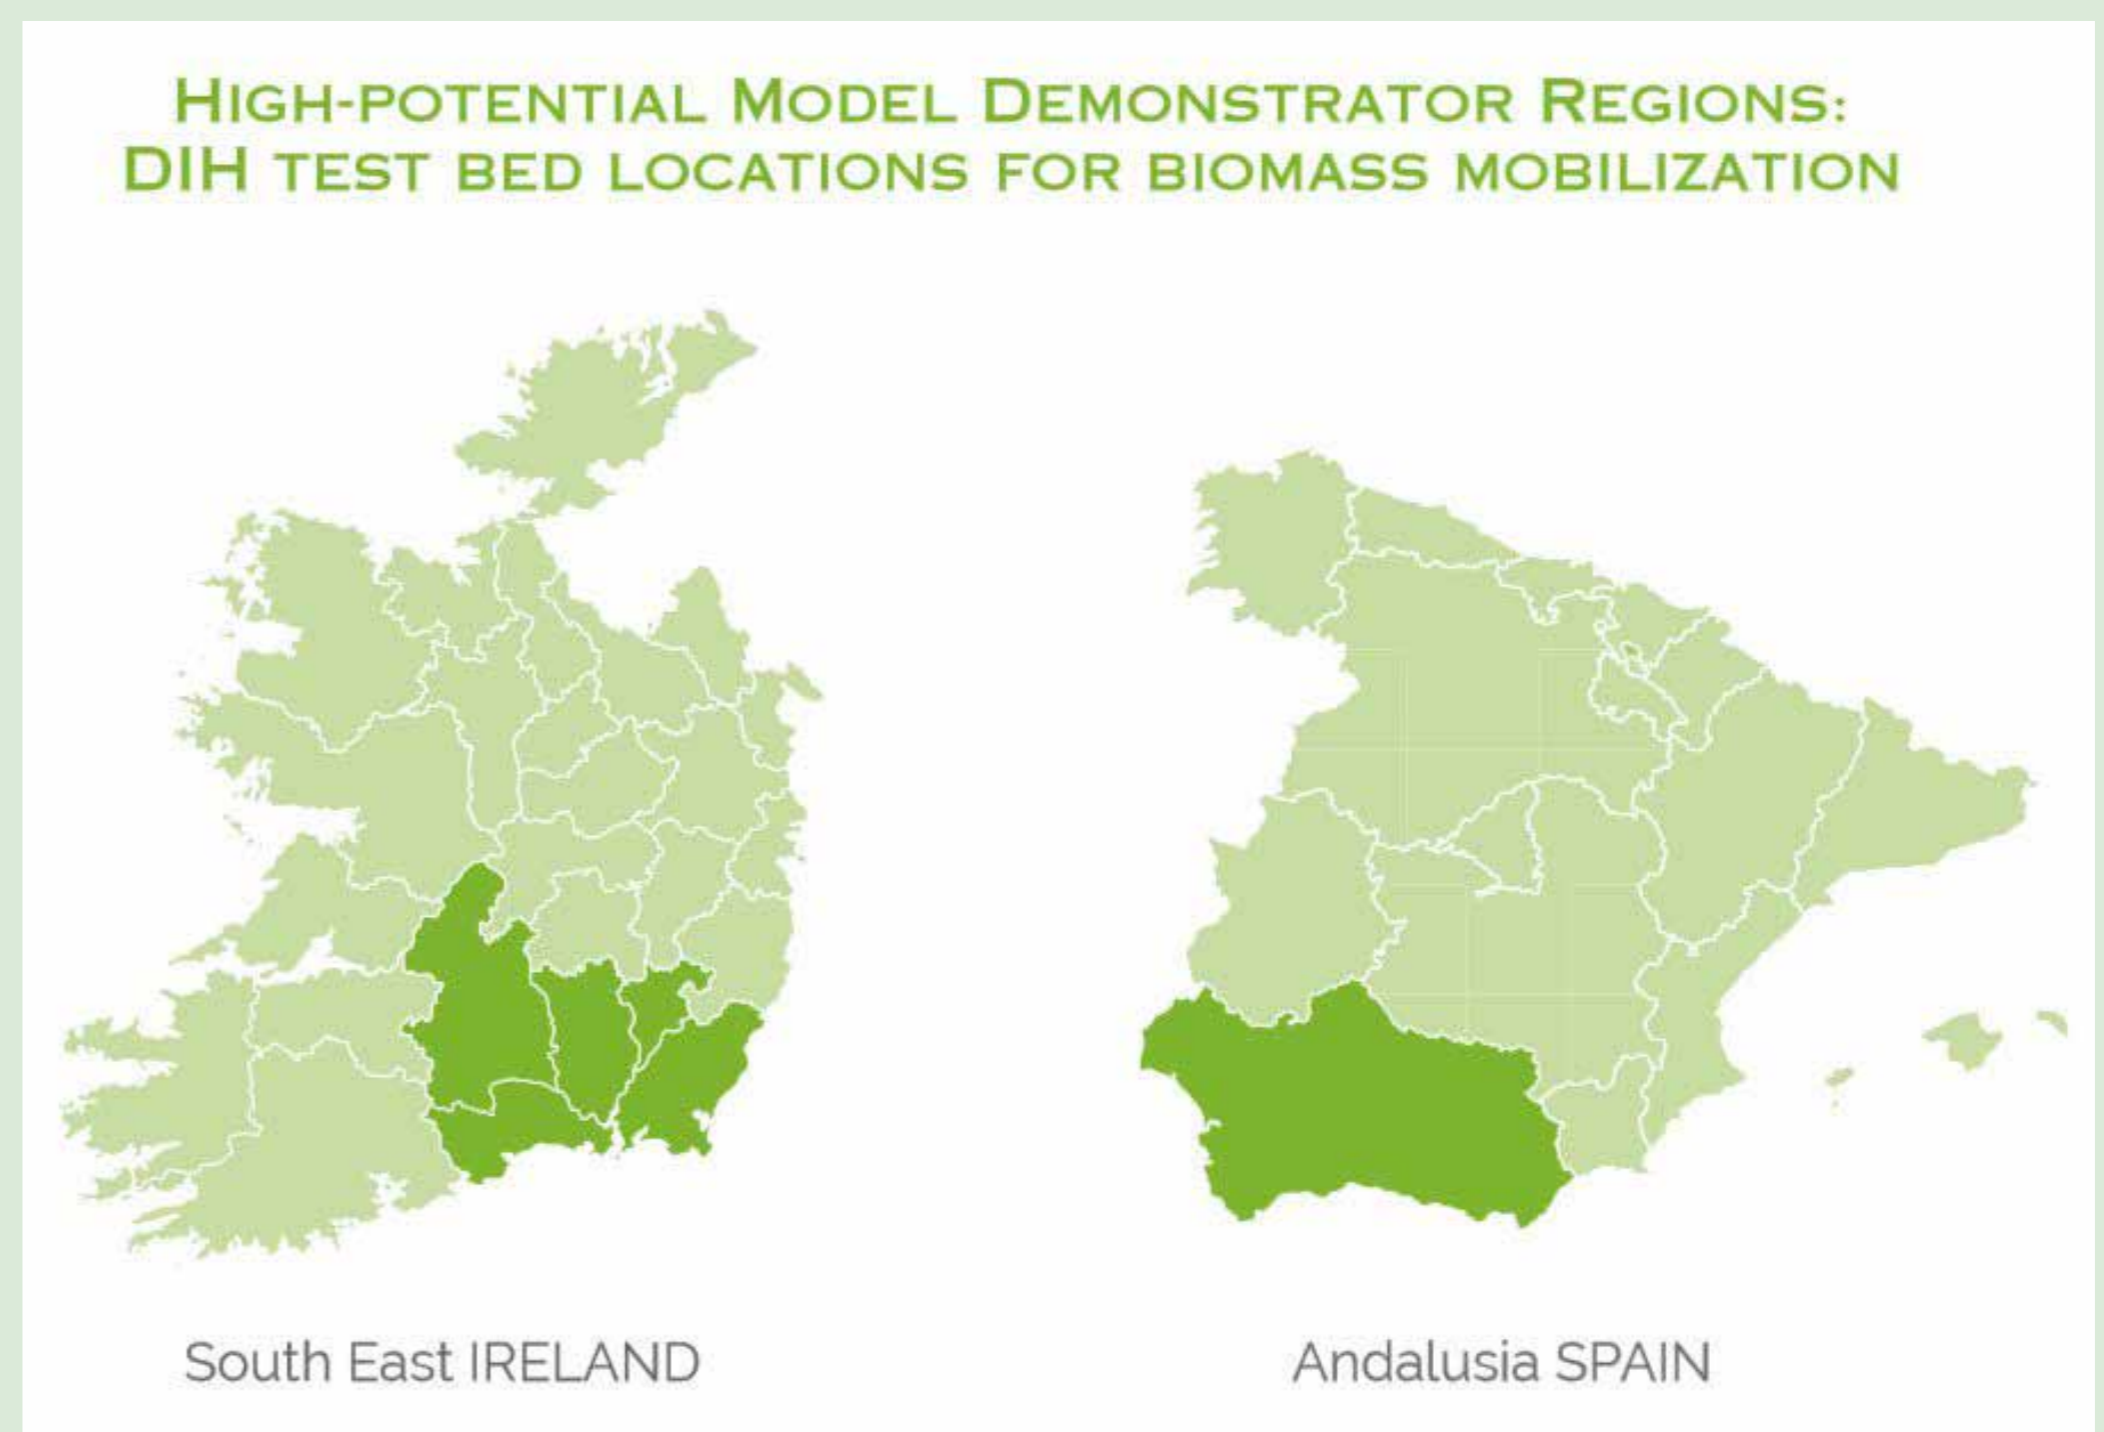 HIGH-POTENTIAL MODEL DEMONSTRATOR REGIONS:
DIH TEST BED LOCATIONS FOR BIOMASS MOBILIZATION
South East IRELAND
Andalusia SPAIN